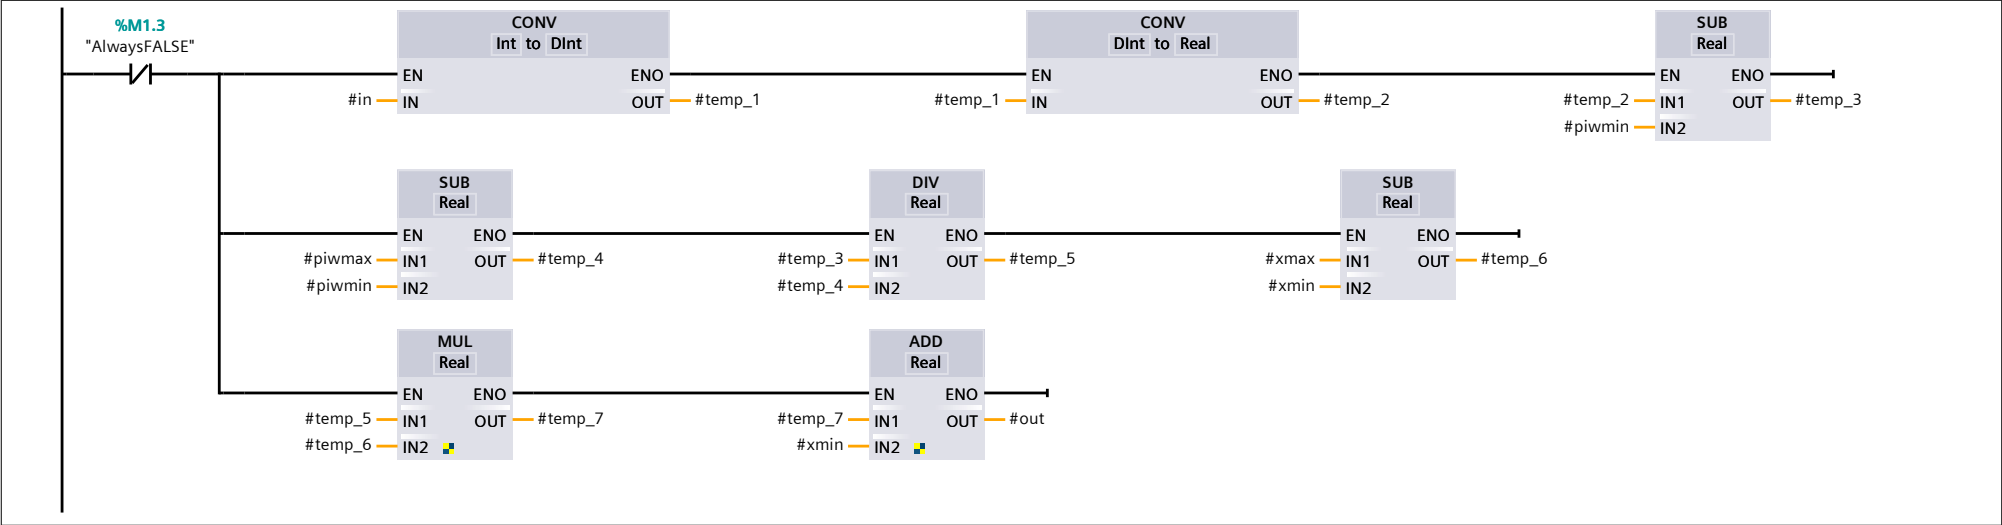 %M1.3
"AlwaysFALSE"
CONV
Int to DInt
EN ENO
#in IN OUT #temp_1
CONV
DInt to Real
EN ENO
#temp_1 IN OUT #temp_2
SUB
Real
EN ENO
#temp_2 IN1 OUT #temp_3
#piwmin IN2
SUB
Real
EN ENO
#piwmax IN1 OUT #temp_4
#piwmin IN2
DIV
Real
EN ENO
#temp_3 IN1 OUT #temp_5
#temp_4 IN2
SUB
Real
EN ENO
#xmax IN1 OUT #temp_6
#xmin IN2
MUL
Real
EN ENO
#temp_5 IN1 OUT #temp_7
#temp_6 IN2
ADD
Real
EN ENO
#temp_7 IN1 OUT #out
#xmin IN2